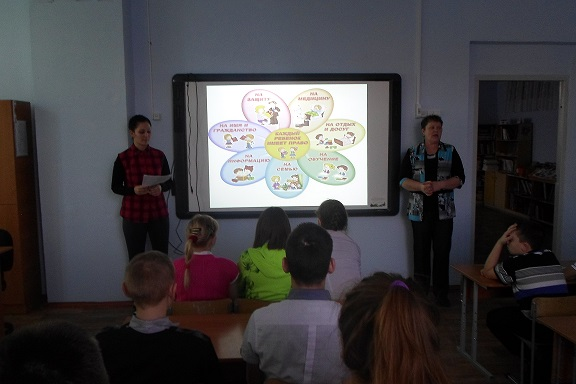 НА
ЗАЩИТУ
НА
МЕДИЦИНУ
НА ИМЯ И
ГРАЖДАНСТВО
НА ОТДЫХ
И ДОСУГ
КАЖДЫЙ
РЕБЕНОК
ИМЕЕТ ПРАВО
НА
ИНФОРМАЦИЮ
НА
ОБУЧЕНИЕ
НА
СЕМЬЮ